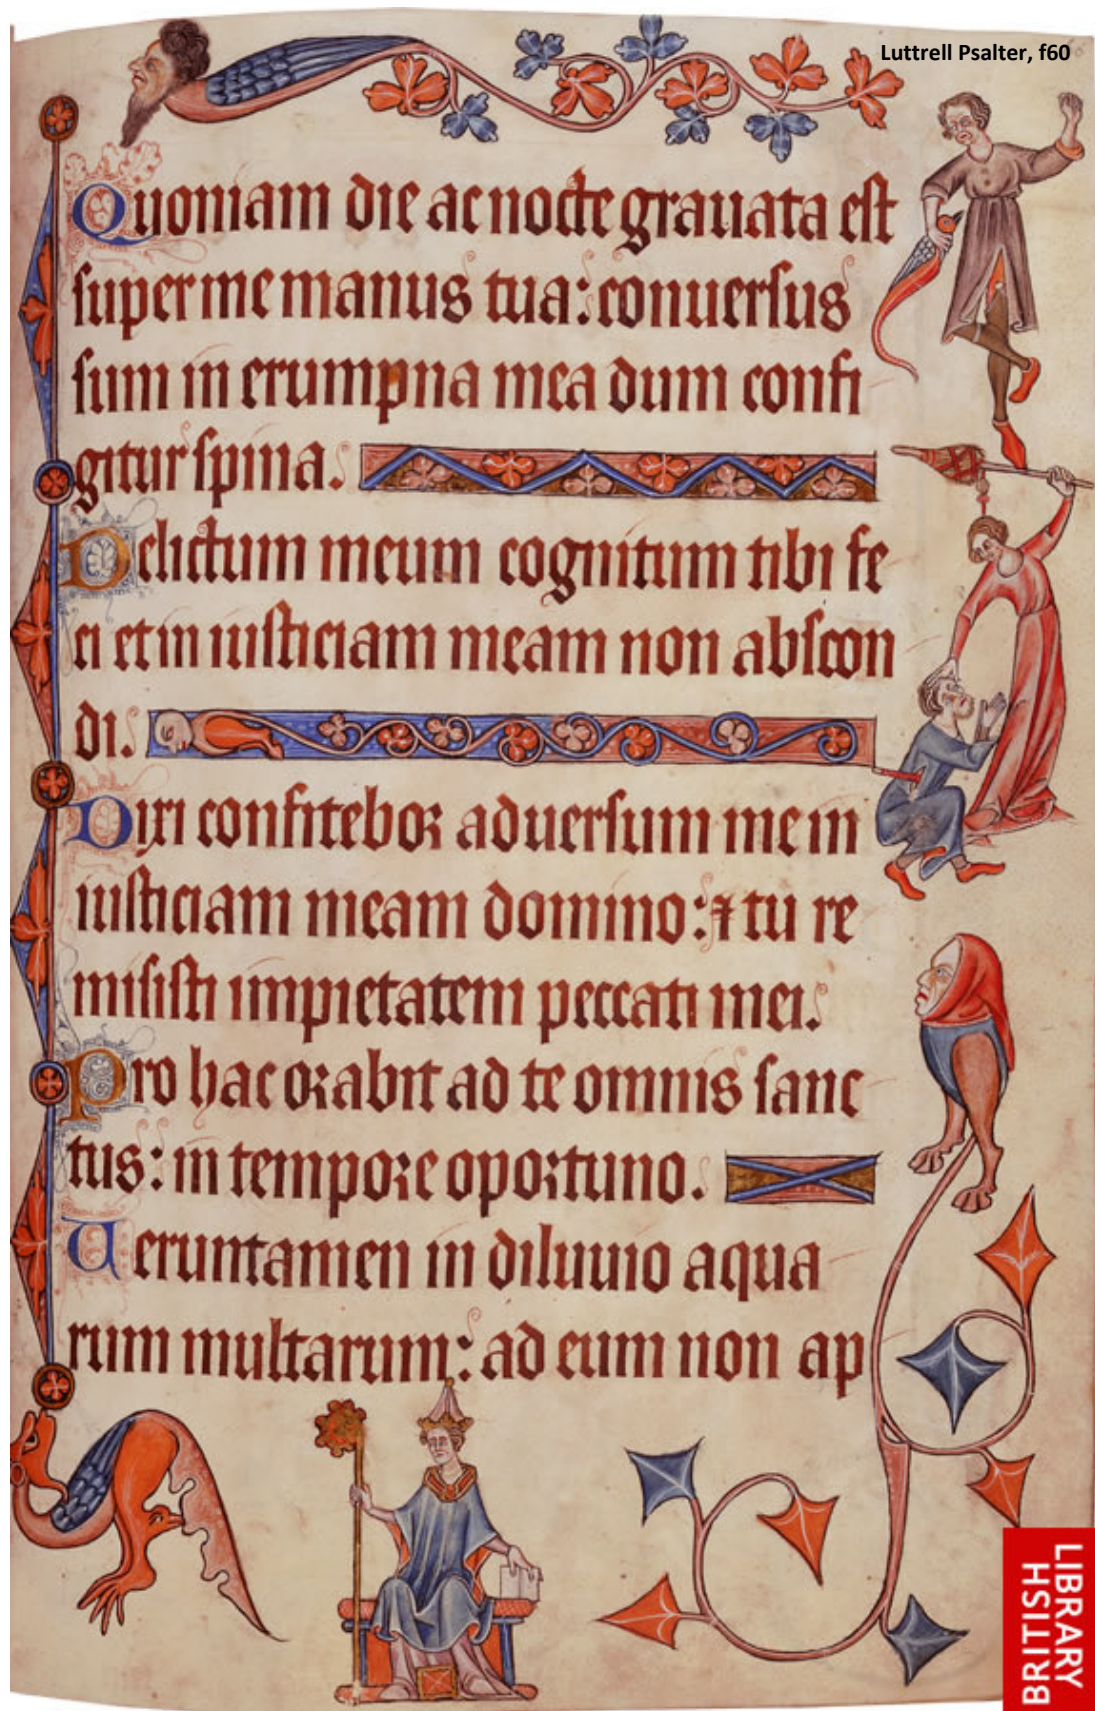 Luttrell Psalter, f60
Quoniam die ac nocte grauata est
super me manus tua: conuersus
sum in erumpna mea dum confi
gitur spina.
Delictum meum cognitum tibi fe
ci et in iusticiam meam non abscon
di.
Dixi confitebor aduersum me in
iusticiam meam domino: ⁊ tu re
misisti impietatem peccati mei.
Pro hac orabit ad te omnis sanc
tus: in tempore oportuno.
Ueruntamen in diluuio aqua
rum multarum: ad eum non ap
BRITISH
LIBRARY